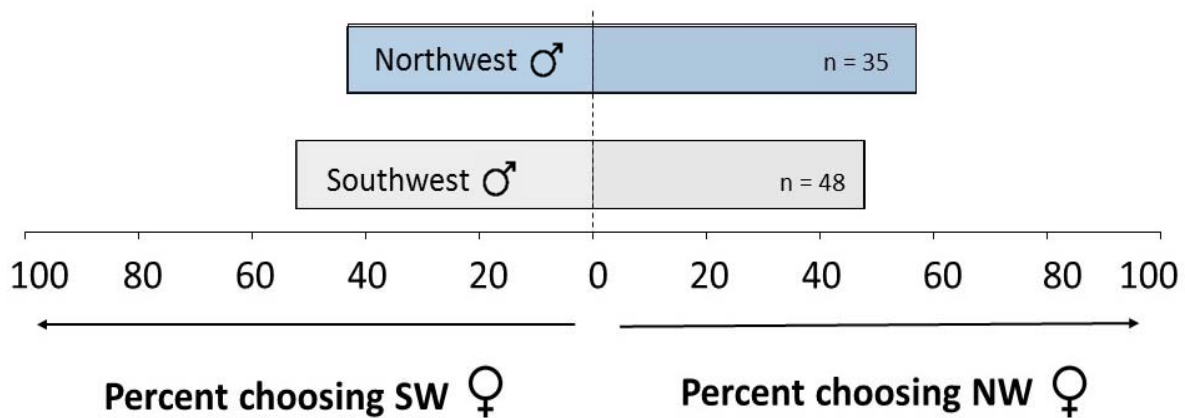 Northwest ♂ n = 35
Southwest ♂ n = 48
100 80 60 40 20 0 20 40 60 80 100
Percent choosing SW ♀ Percent choosing NW ♀